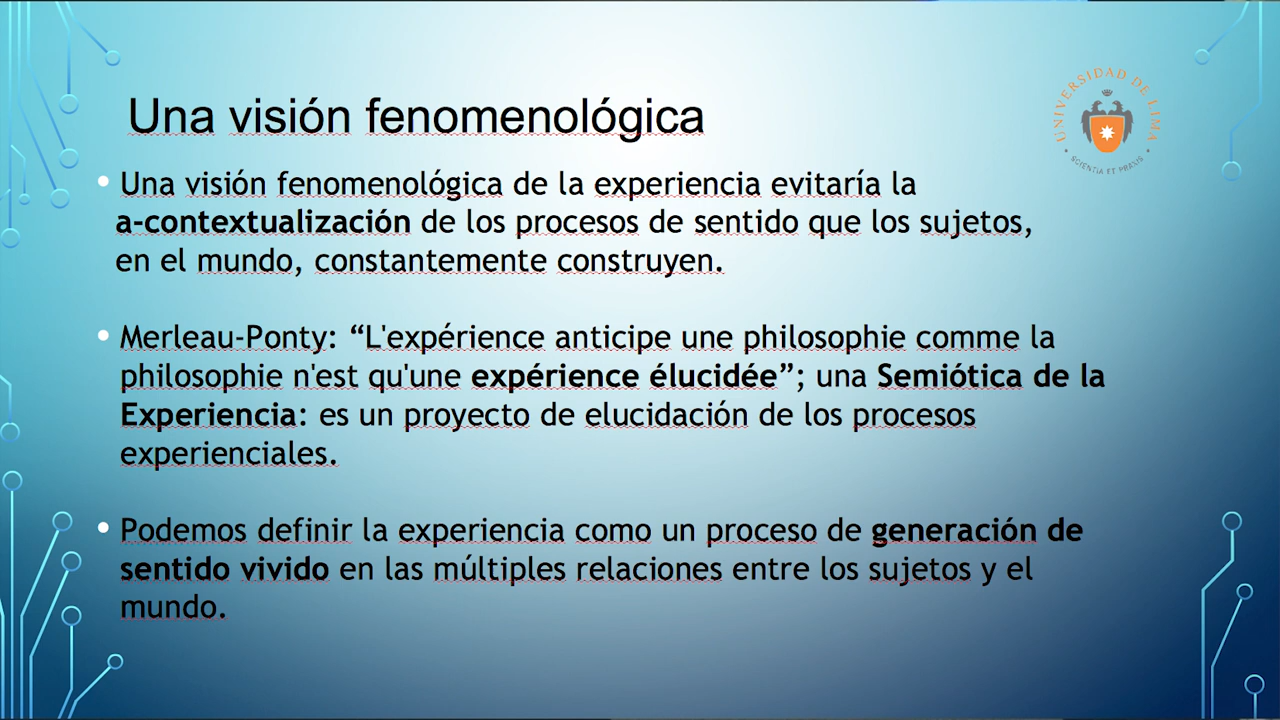 Una visión fenomenológica
UNIVERSIDAD DE LIMA
SCIENTIA ET PRAXIS
• Una visión fenomenológica de la experiencia evitaría la
a-contextualización de los procesos de sentido que los sujetos,
en el mundo, constantemente construyen.
• Merleau-Ponty: “L'expérience anticipe une philosophie comme la
philosophie n'est qu'une expérience élucidée”; una Semiótica de la
Experiencia: es un proyecto de elucidación de los procesos
experienciales.
• Podemos definir la experiencia como un proceso de generación de
sentido vivido en las múltiples relaciones entre los sujetos y el
mundo.